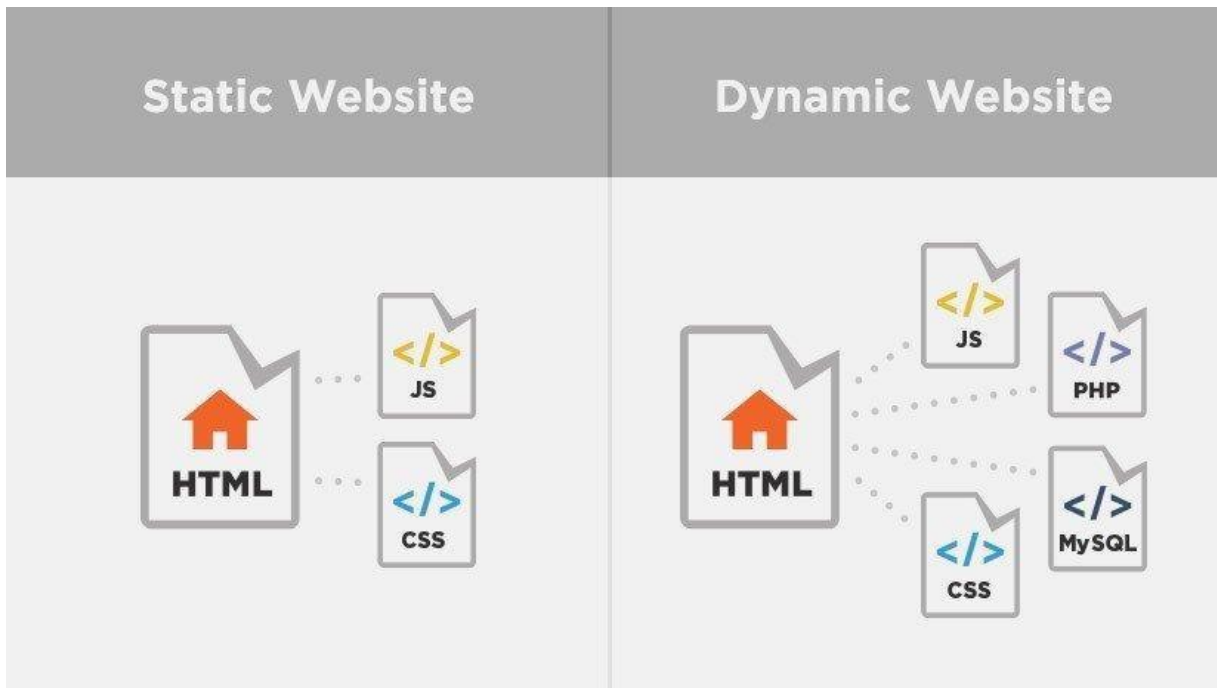 Static Website
HTML
</>
JS
</>
CSS
Dynamic Website
HTML
</>
JS
</>
PHP
</>
MySQL
</>
CSS